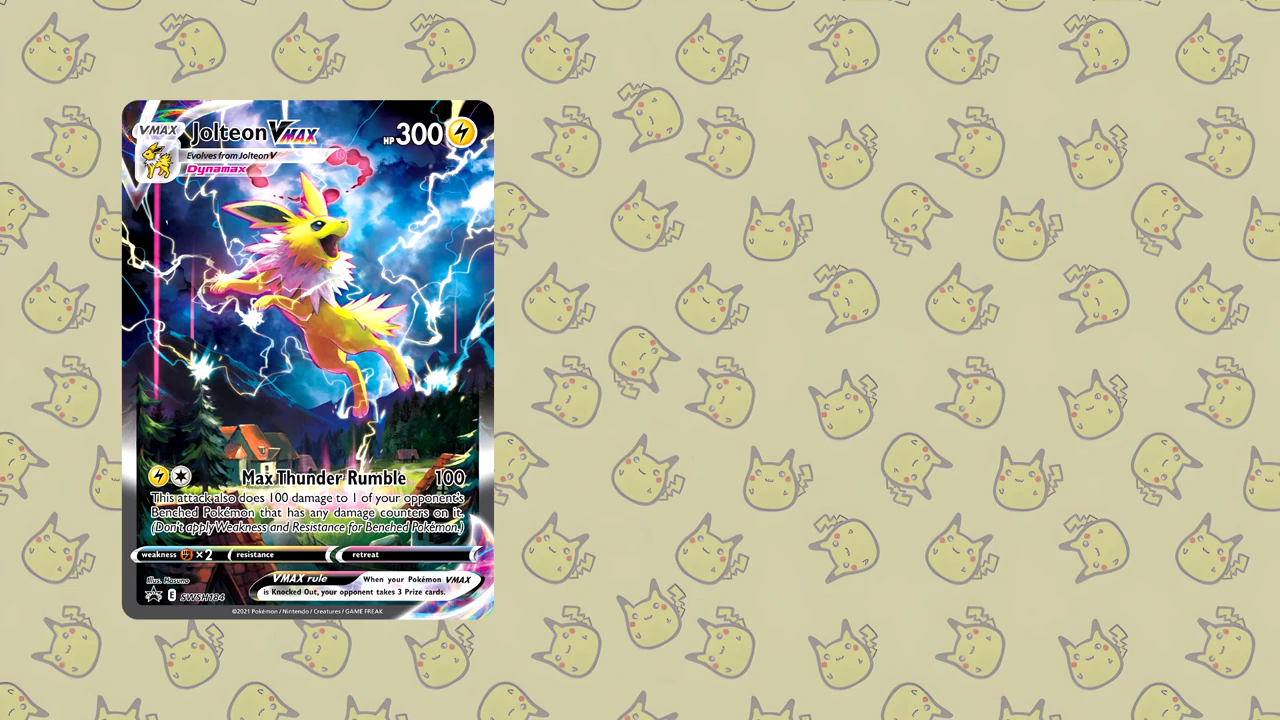 VMAX
Jolteon VMAX
HP 300
Evolves from Jolteon V
Dynamax
Max Thunder Rumble 100
This attack also does 100 damage to 1 of your opponent's
Benched Pokémon that has any damage counters on it.
(Don't apply Weakness and Resistance for Benched Pokémon.)
weakness ×2 resistance retreat
VMAX rule When your Pokémon VMAX
is Knocked Out, your opponent takes 3 Prize cards.
Illus. Hasuno
E SWSH184
©2021 Pokémon / Nintendo / Creatures / GAME FREAK